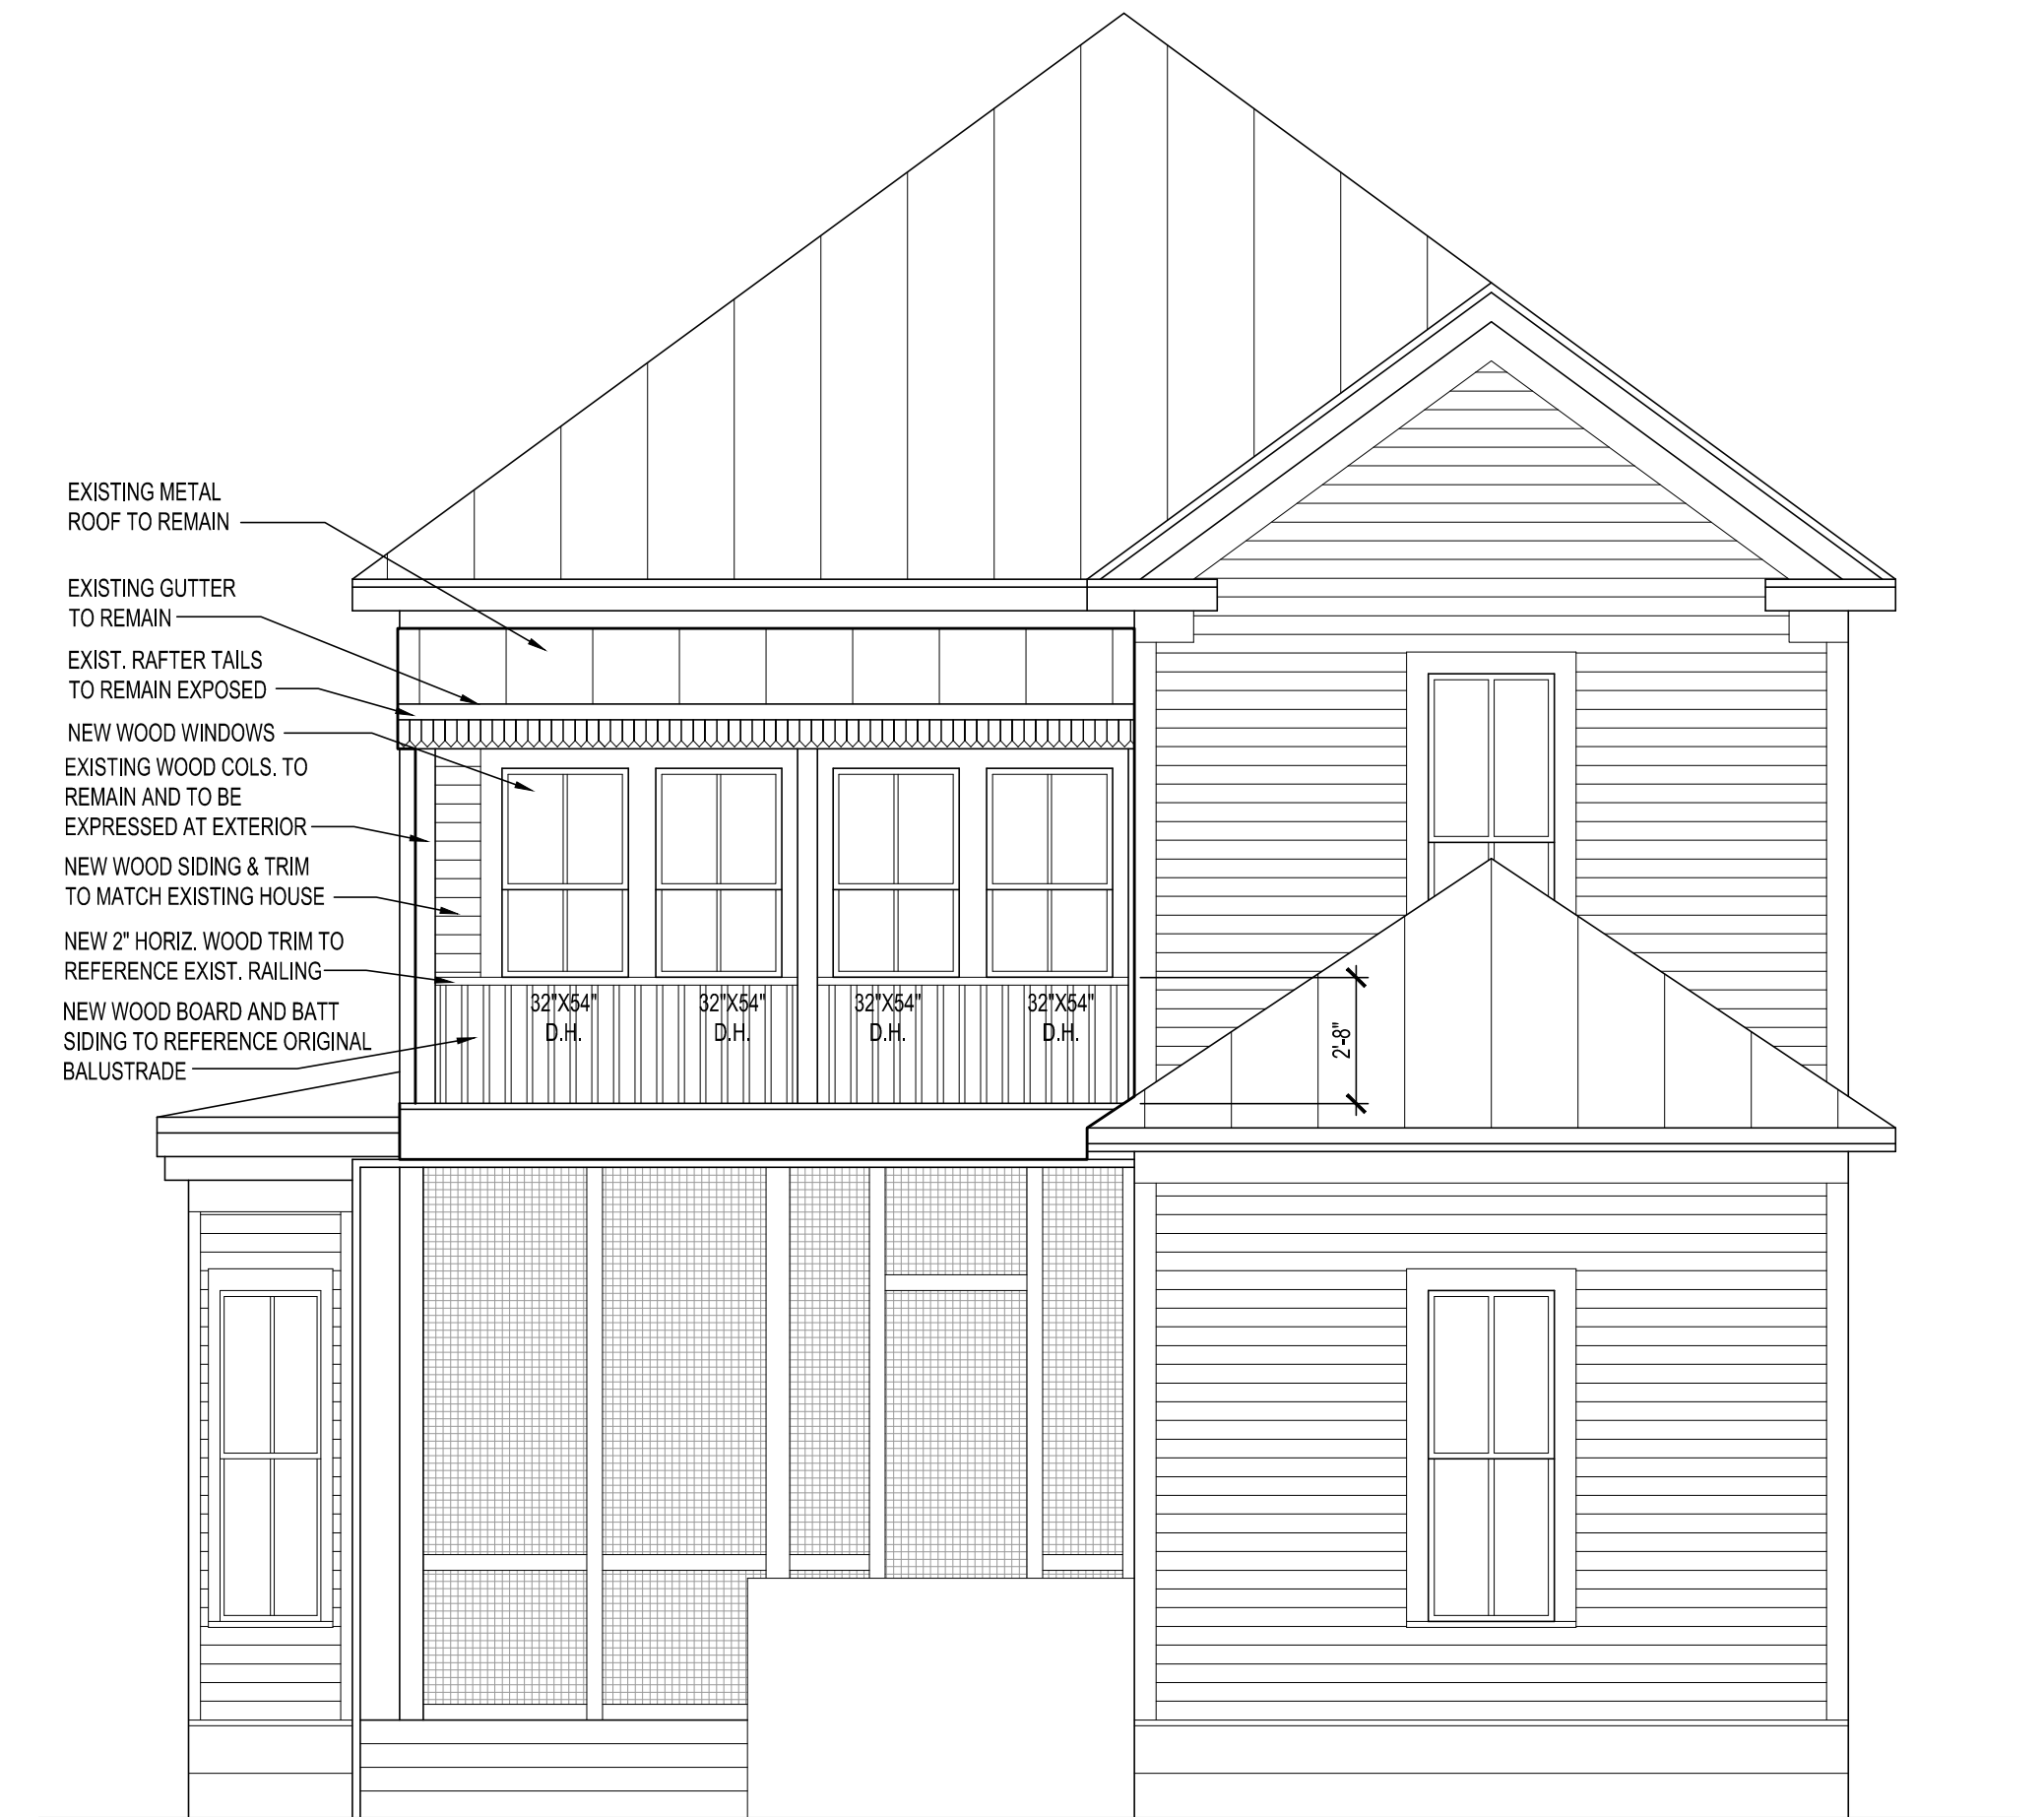 EXISTING METAL
ROOF TO REMAIN
EXISTING GUTTER
TO REMAIN
EXIST. RAFTER TAILS
TO REMAIN EXPOSED
NEW WOOD WINDOWS
EXISTING WOOD COLS. TO
REMAIN AND TO BE
EXPRESSED AT EXTERIOR
NEW WOOD SIDING & TRIM
TO MATCH EXISTING HOUSE
NEW 2" HORIZ. WOOD TRIM TO
REFERENCE EXIST. RAILING
NEW WOOD BOARD AND BATT
SIDING TO REFERENCE ORIGINAL
BALUSTRADE
32"X54"
D.H.
32"X54"
D.H.
32"X54"
D.H.
32"X54"
D.H.
2'-8"